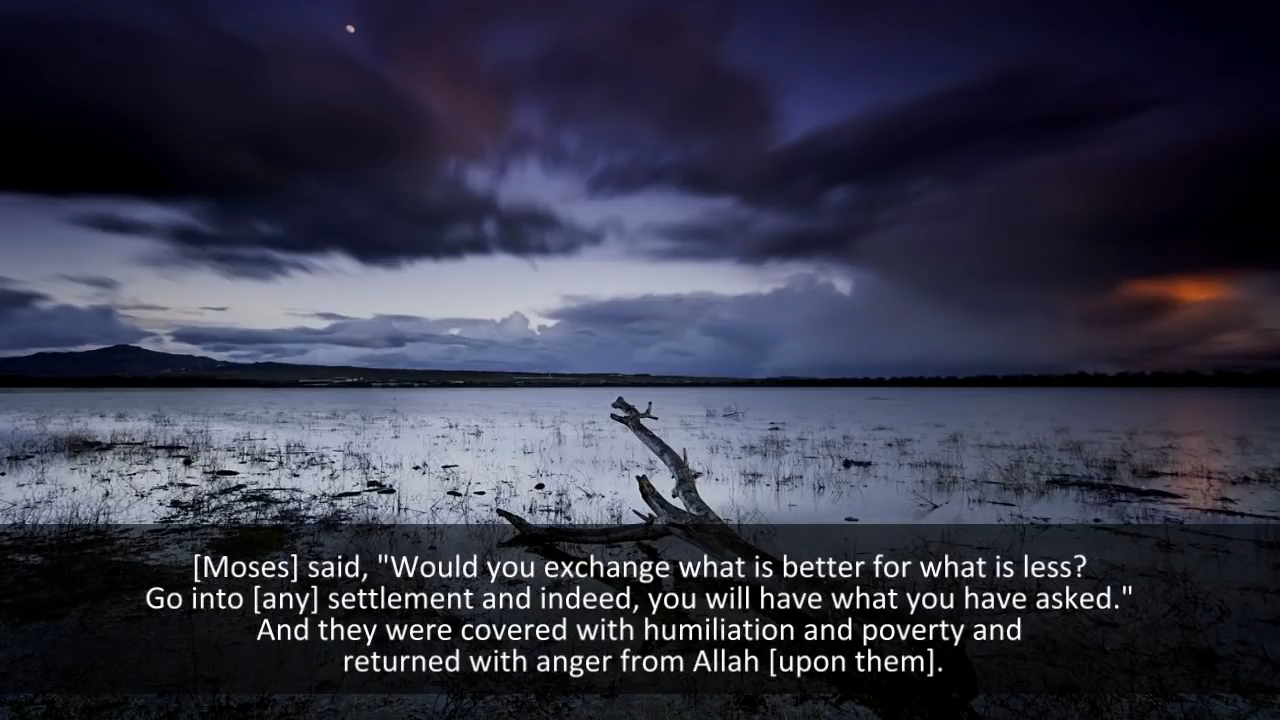 [Moses] said, "Would you exchange what is better for what is less?
Go into [any] settlement and indeed, you will have what you have asked."
And they were covered with humiliation and poverty and
returned with anger from Allah [upon them].